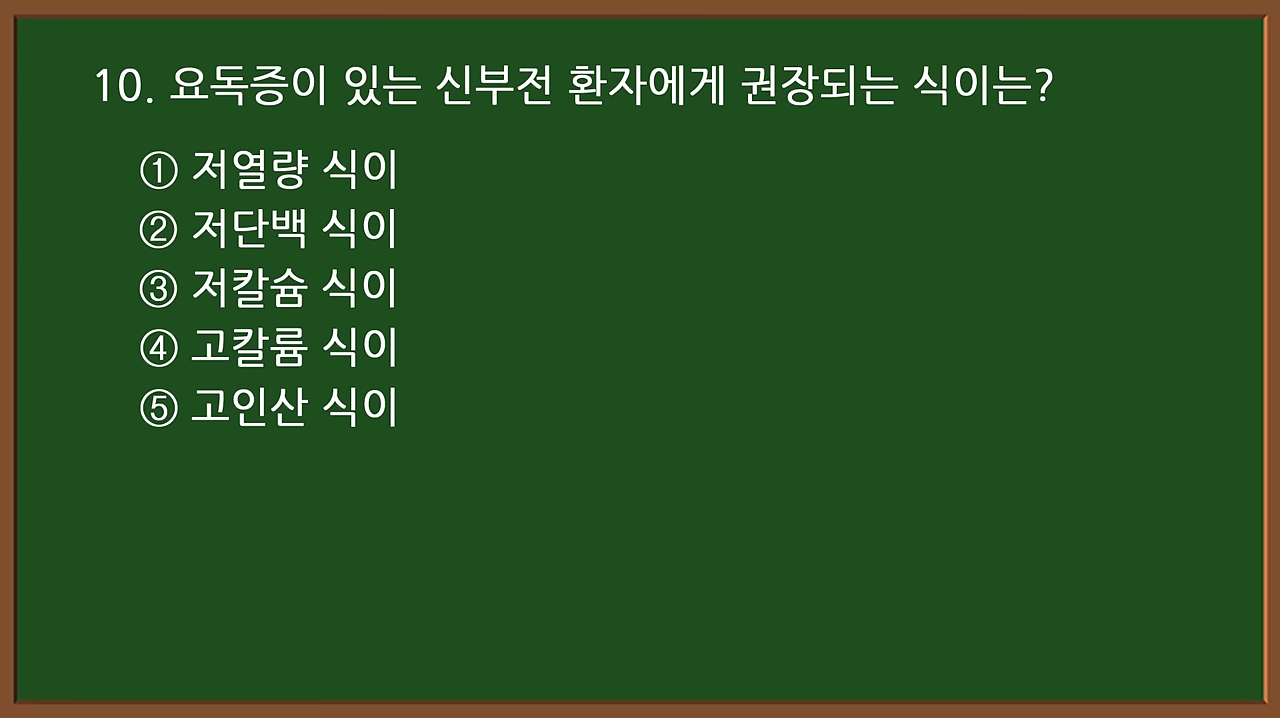 10. 요독증이 있는 신부전 환자에게 권장되는 식이는?
① 저열량 식이
② 저단백 식이
③ 저칼슘 식이
④ 고칼륨 식이
⑤ 고인산 식이